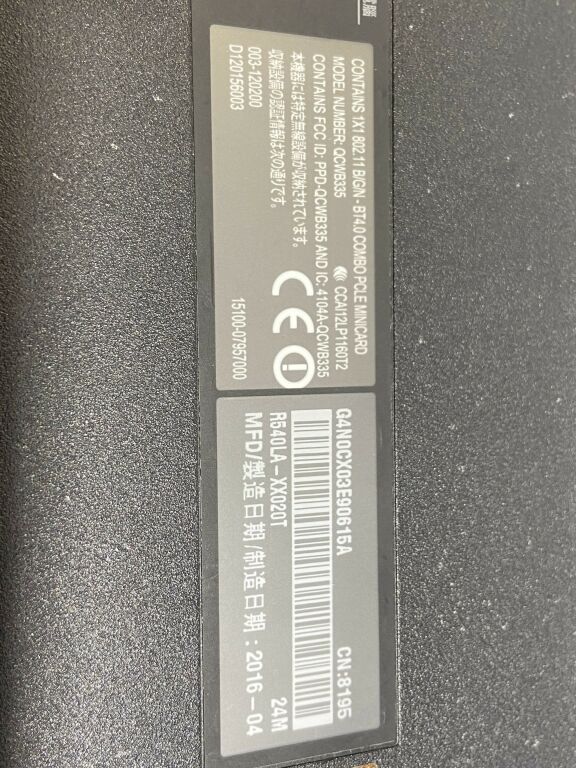 CONTAINS 1X1 802.11 B/G/N - BT4.0 COMBO PCLE MINICARD
MODEL NUMBER: QCWB335
CCAI12LP1160T2
CONTAINS FCC ID: PPD-QCWB335 AND IC: 4104A-QCWB335
本機器には特定無線設備が収納されています。
収納設備の認証情報は次の通りです。
003-120200
D120156003
CE
15100-07957000
G4N0CX03E90615A
CN:8195
R540LA-XX020T
24M
MFD/製造日期/制造日期：2016-04